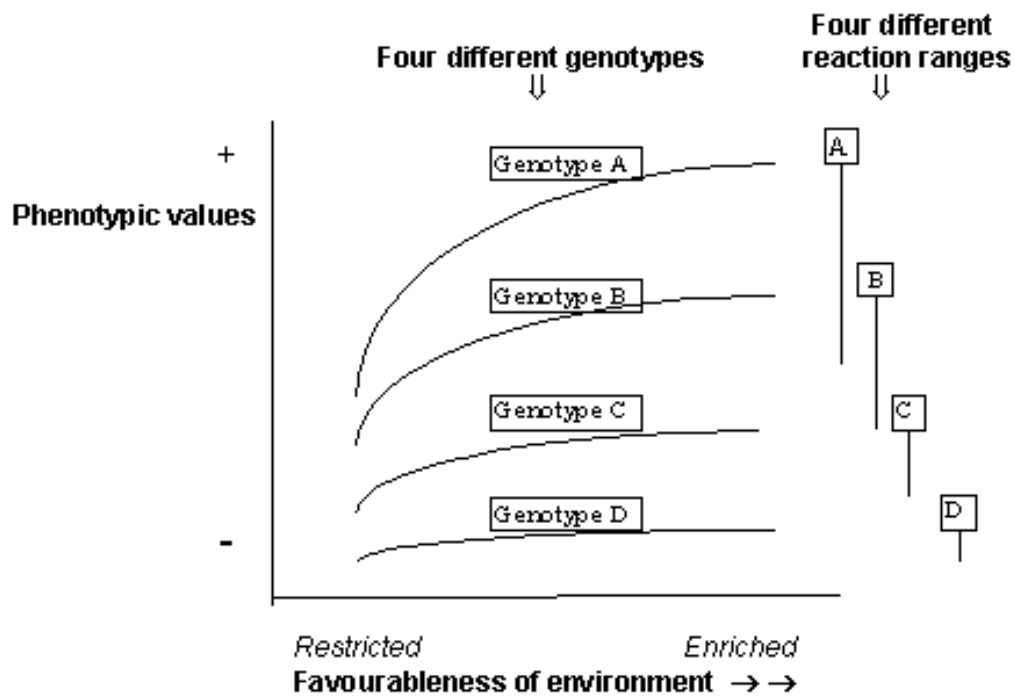 Four different genotypes
⇓
Four different
reaction ranges
⇓
+
Phenotypic values
-
Genotype A
Genotype B
Genotype C
Genotype D
A
B
C
D
Restricted
Enriched
Favourableness of environment → →